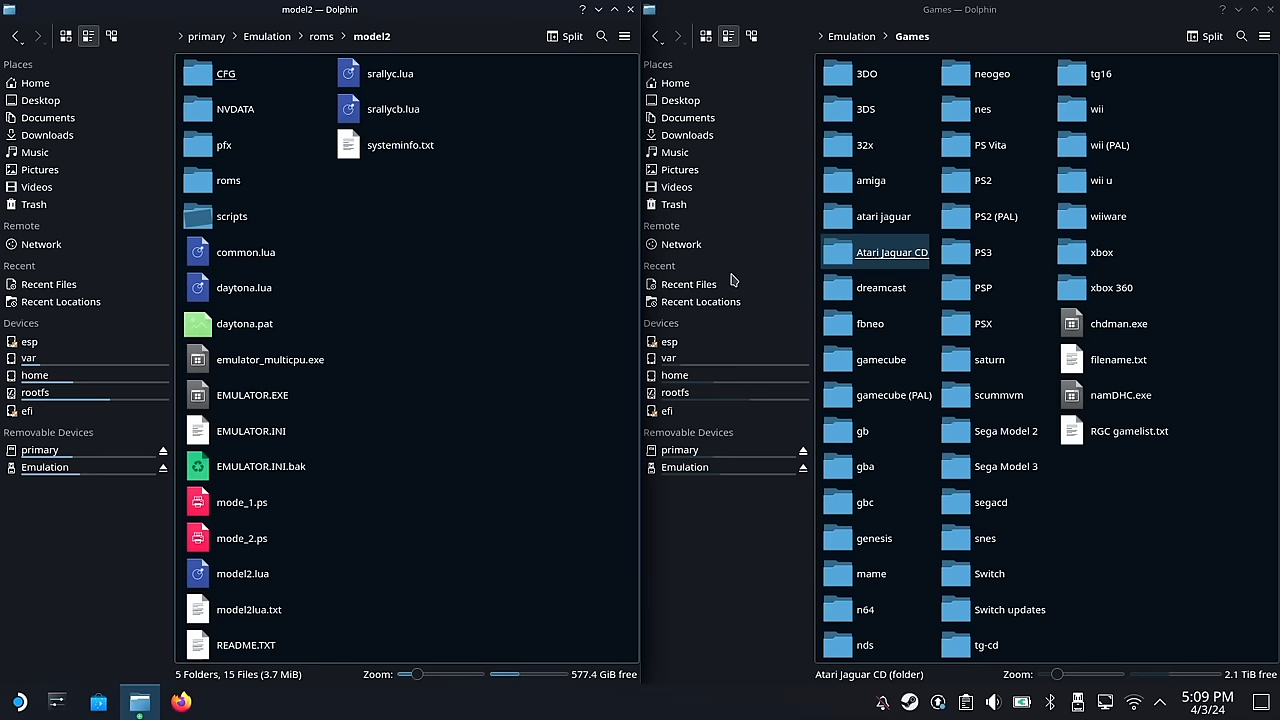 model2 — Dolphin
primary > Emulation > roms > model2
Split
Places
Home
Desktop
Documents
Downloads
Music
Pictures
Videos
Trash
Remote
Network
Recent
Recent Files
Recent Locations
Devices
esp
var
home
rootfs
efi
Removable Devices
primary
Emulation
CFG
NVDATA
pfx
roms
scripts
common.lua
daytona.lua
daytona.pat
emulator_multicpu.exe
EMULATOR.EXE
EMULATOR.INI
EMULATOR.INI.bak
mode_1.ps
mode_2.ps
model2.lua
model2lua.txt
README.TXT
srallyc.lua
srallycb.lua
systeminfo.txt
5 Folders, 15 Files (3.7 MiB)
Zoom:
577.4 GiB free
Games — Dolphin
Emulation > Games
Split
Places
Home
Desktop
Documents
Downloads
Music
Pictures
Videos
Trash
Remote
Network
Recent
Recent Files
Recent Locations
Devices
esp
var
home
rootfs
efi
Removable Devices
primary
Emulation
3DO
3DS
32x
amiga
atari jaguar
Atari Jaguar CD
dreamcast
fbneo
gamecube
gamecube (PAL)
gb
gba
gbc
genesis
mame
n64
nds
neogeo
nes
PS Vita
PS2
PS2 (PAL)
PS3
PSP
PSX
saturn
scummvm
Sega Model 2
Sega Model 3
segacd
snes
Switch
Switch updates
tg-cd
tg16
wii
wii (PAL)
wii u
wiiware
xbox
xbox 360
chdman.exe
filename.txt
namDHC.exe
RGC gamelist.txt
Atari Jaguar CD (folder)
Zoom:
2.1 TiB free
5:09 PM
4/3/24